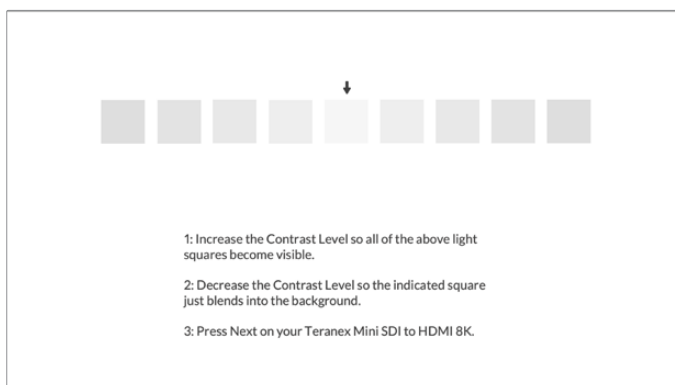 1: Increase the Contrast Level so all of the above light
squares become visible.
2: Decrease the Contrast Level so the indicated square
just blends into the background.
3: Press Next on your Teranex Mini SDI to HDMI 8K.